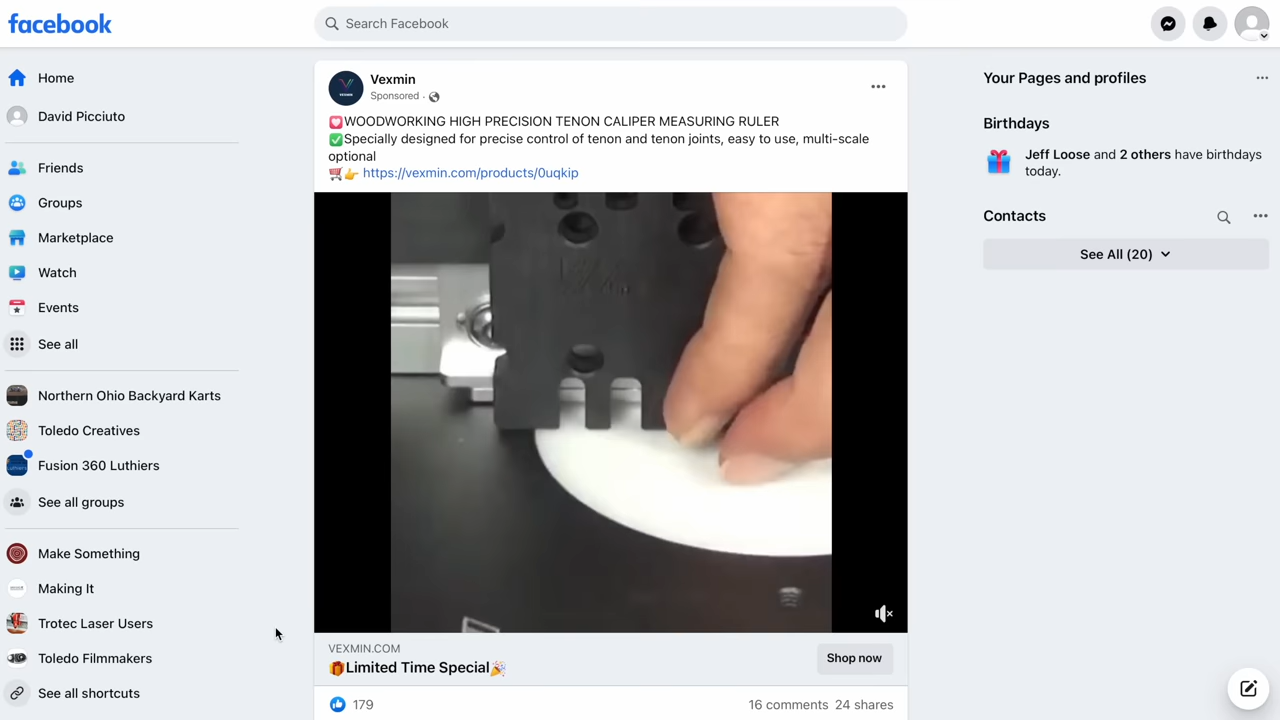 facebook
Search Facebook
Home
David Picciuto
Friends
Groups
Marketplace
Watch
Events
See all
Northern Ohio Backyard Karts
Toledo Creatives
Fusion 360 Luthiers
See all groups
Make Something
Making It
Trotec Laser Users
Toledo Filmmakers
See all shortcuts
Vexmin
Sponsored ·
💟WOODWORKING HIGH PRECISION TENON CALIPER MEASURING RULER
✅Specially designed for precise control of tenon and tenon joints, easy to use, multi-scale
optional
🛒👉 https://vexmin.com/products/0uqkip
VEXMIN.COM
🎁Limited Time Special🎉
Shop now
179
16 comments 24 shares
Your Pages and profiles
Birthdays
Jeff Loose and 2 others have birthdays
today.
Contacts
See All (20)